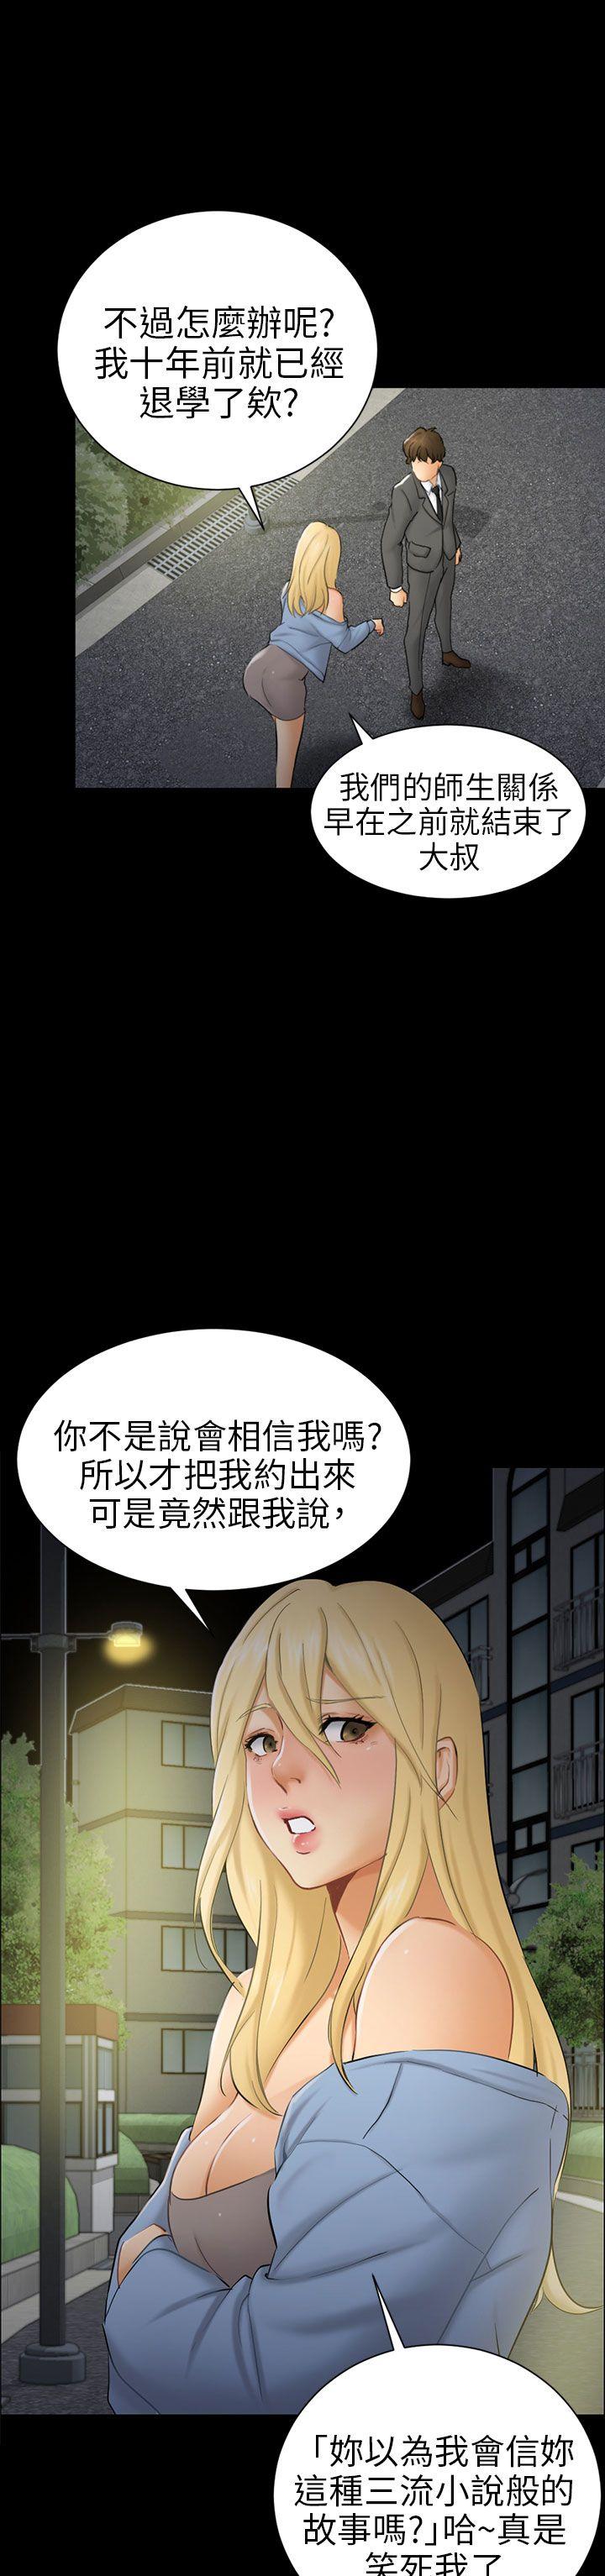 不過怎麼辦呢?
我十年前就已經
退學了欸?
我們的師生關係
早在之前就結束了
大叔
你不是說會相信我嗎?
所以才把我約出來
可是竟然跟我說,
「妳以為我會信妳
這種三流小說般的
故事嗎?」哈~真是
笑死我了